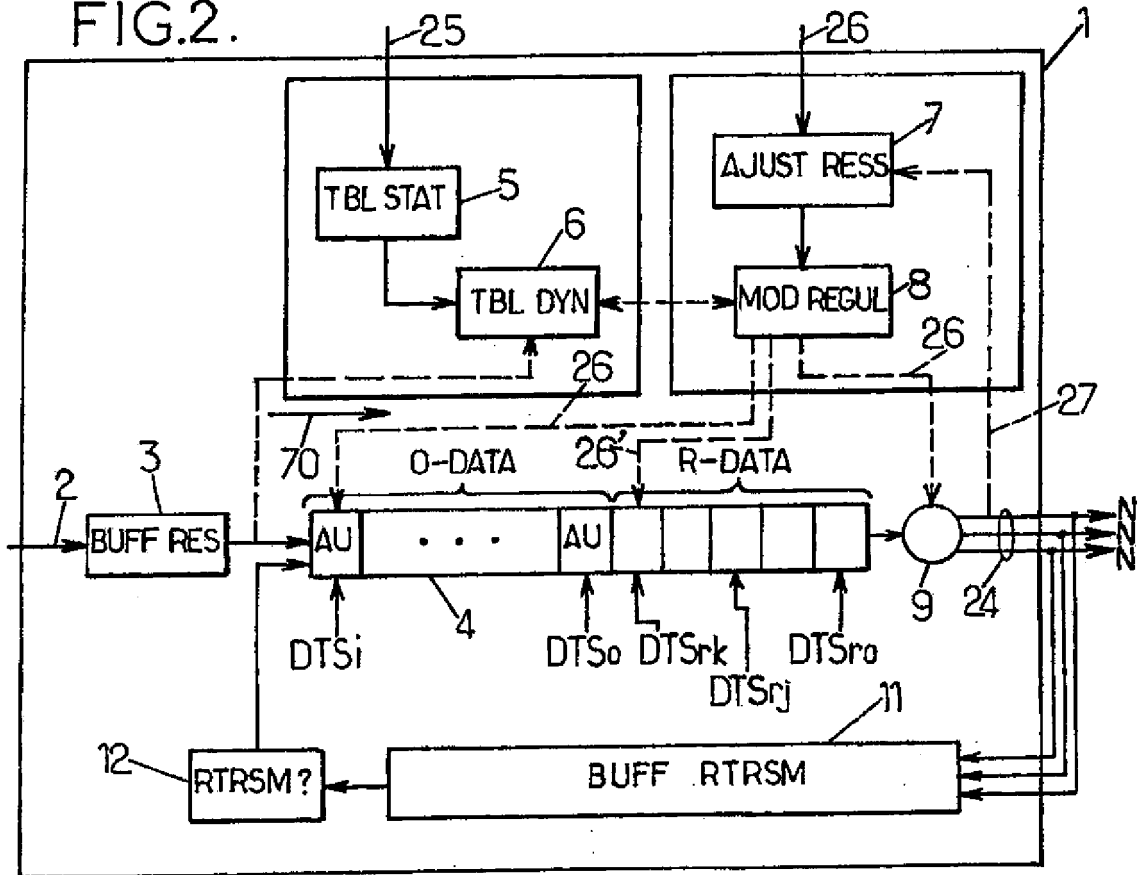 FIG.2.
25
26
1
TBL STAT
5
AJUST RESS
7
6
TBL DYN
MOD REGUL
8
26
26
27
70
26'
O-DATA
R-DATA
2
3
BUFF RES
AU
. . .
AU
N
N
N
9
24
DTSi
4
DTSo
DTSrk
DTSrj
DTSro
11
12
RTRSM?
BUFF RTRSM